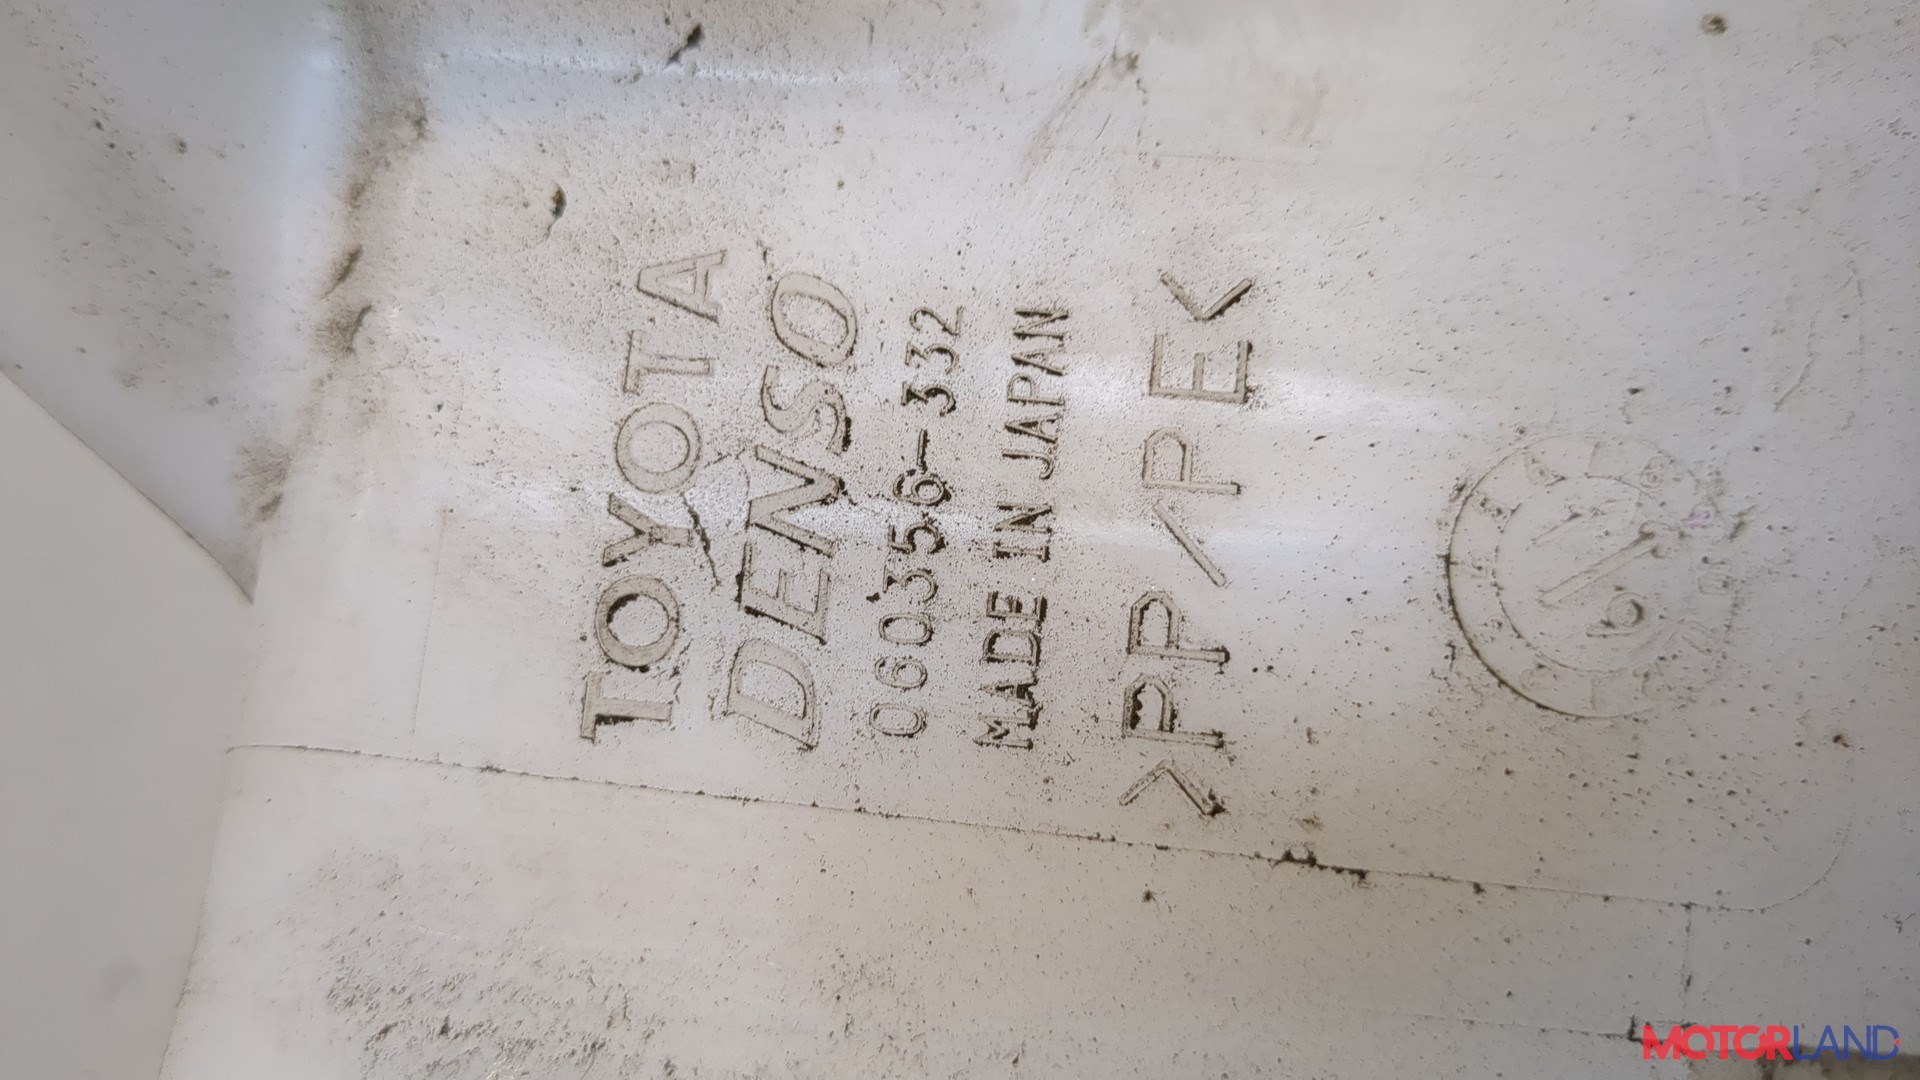 TOYOTA
DENSO
060356-332
MADE IN JAPAN
>PP/PE<
MOTORLAND